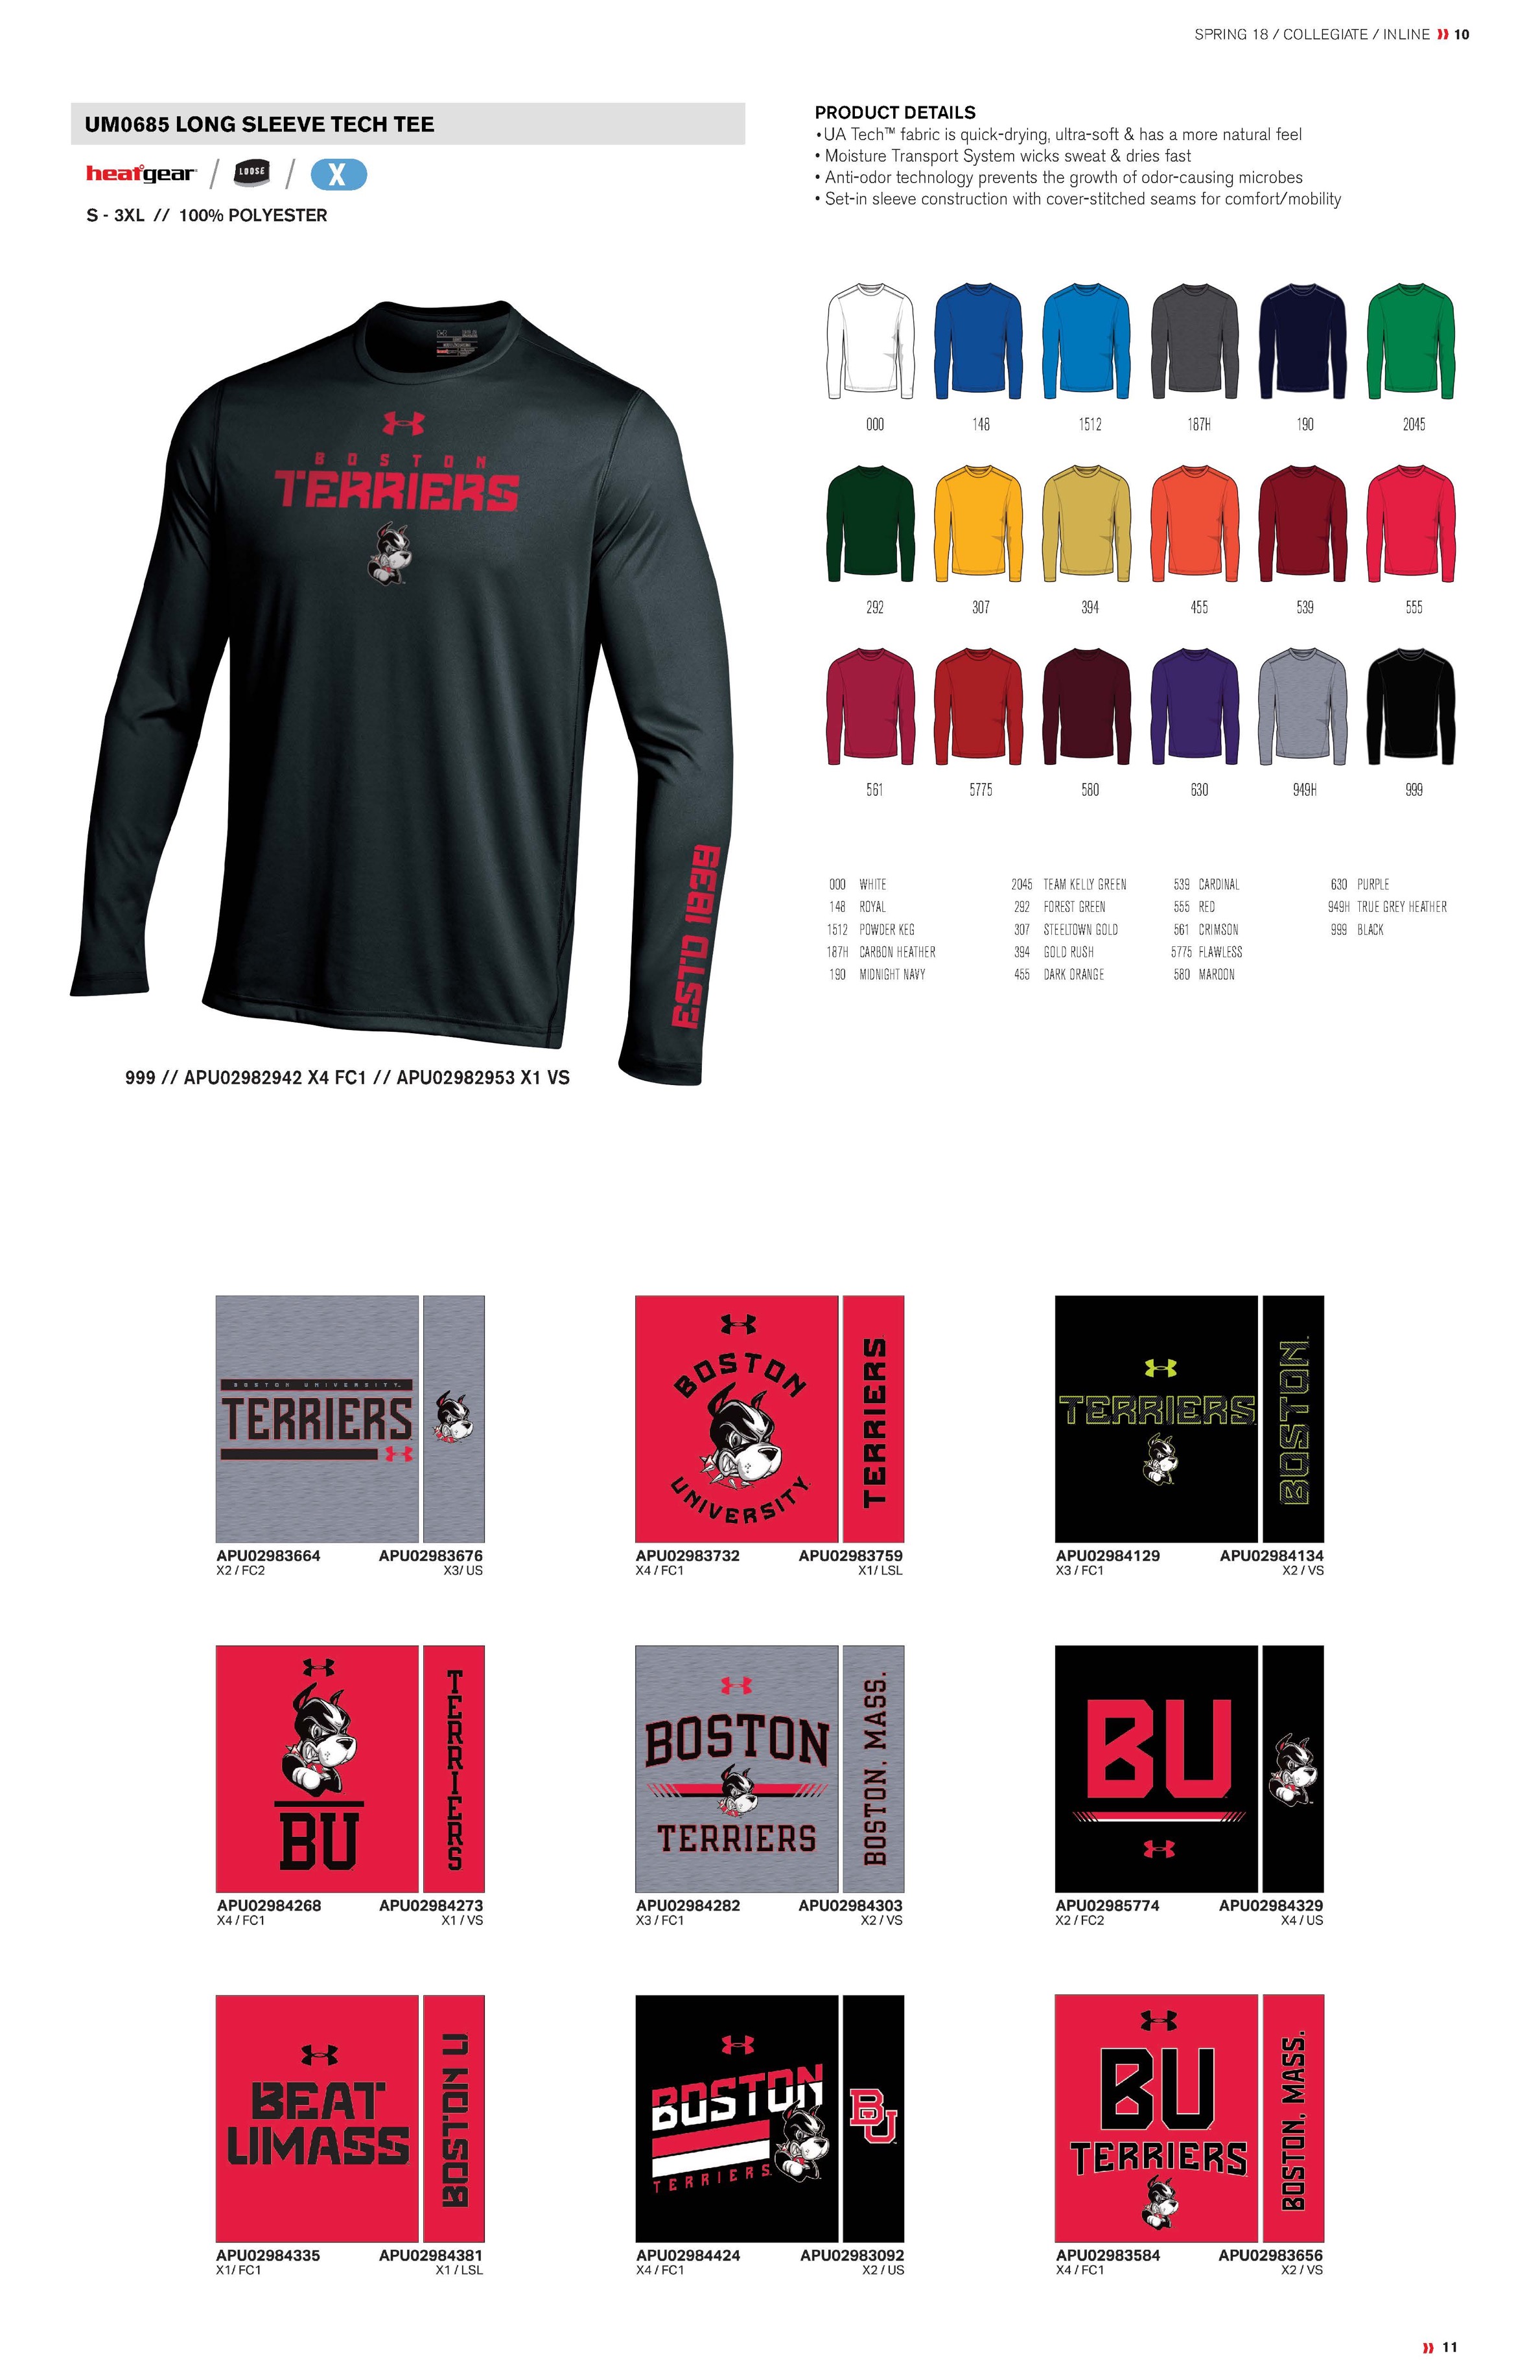 SPRING 18 / COLLEGIATE / INLINE 10
UM0685 LONG SLEEVE TECH TEE
heatgear / LOOSE / X
S - 3XL // 100% POLYESTER
PRODUCT DETAILS
• UA Tech™ fabric is quick-drying, ultra-soft & has a more natural feel
• Moisture Transport System wicks sweat & dries fast
• Anti-odor technology prevents the growth of odor-causing microbes
• Set-in sleeve construction with cover-stitched seams for comfort/mobility
BOSTON
TERRIERS
ESTD 1839
999 // APU02982942 X4 FC1 // APU02982953 X1 VS
000 148 1512 187H 190 2045
292 307 394 455 539 555
561 5775 580 630 949H 999
000 WHITE 2045 TEAM KELLY GREEN 539 CARDINAL 630 PURPLE
148 ROYAL 292 FOREST GREEN 555 RED 949H TRUE GREY HEATHER
1512 POWDER KEG 307 STEELTOWN GOLD 561 CRIMSON 999 BLACK
187H CARBON HEATHER 394 GOLD RUSH 5775 FLAWLESS
190 MIDNIGHT NAVY 455 DARK ORANGE 580 MAROON
BOSTON UNIVERSITY
TERRIERS
APU02983664 APU02983676
X2 / FC2 X3/ US
BOSTON
UNIVERSITY
TERRIERS
APU02983732 APU02983759
X4 / FC1 X1/ LSL
TERRIERS
BOSTON
APU02984129 APU02984134
X3 / FC1 X2 / VS
BU
TERRIERS
APU02984268 APU02984273
X4 / FC1 X1 / VS
BOSTON
TERRIERS
BOSTON, MASS.
APU02984282 APU02984303
X3 / FC1 X2 / VS
BU
APU02985774 APU02984329
X2 / FC2 X4 / US
BEAT
UMASS
BOSTON U
APU02984335 APU02984381
X1/ FC1 X1 / LSL
BOSTON
TERRIERS
BU
APU02984424 APU02983092
X4 / FC1 X2 / US
BU
TERRIERS
BOSTON, MASS.
APU02983584 APU02983656
X4 / FC1 X2 / VS
11